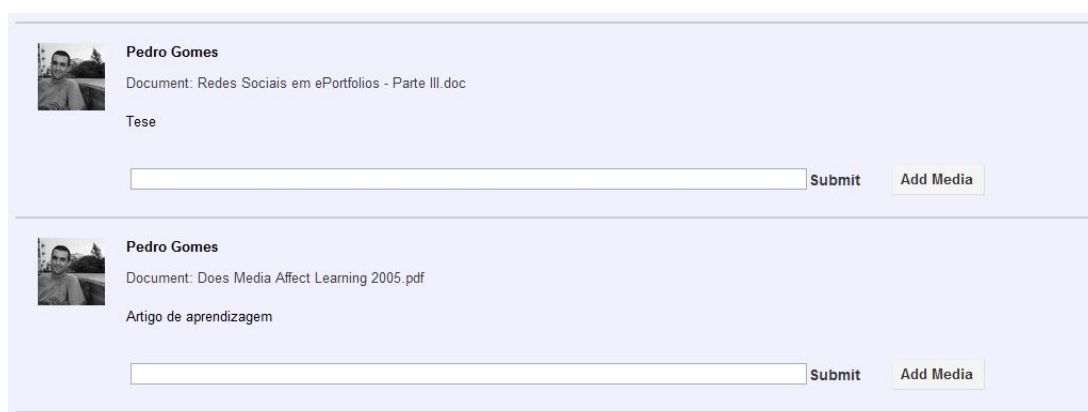 Pedro Gomes
Document: Redes Sociais em ePortfolios - Parte III.doc
Tese
Submit Add Media
Pedro Gomes
Document: Does Media Affect Learning 2005.pdf
Artigo de aprendizagem
Submit Add Media